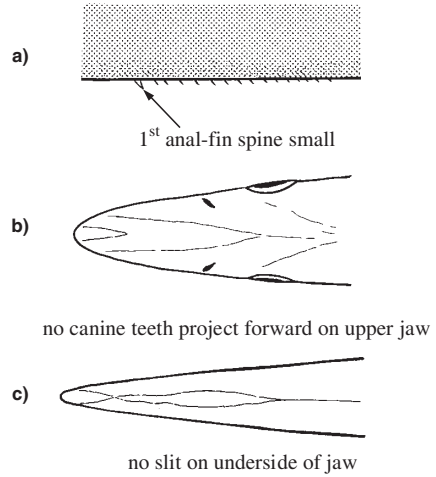 a)
1st anal-fin spine small
b)
no canine teeth project forward on upper jaw
c)
no slit on underside of jaw